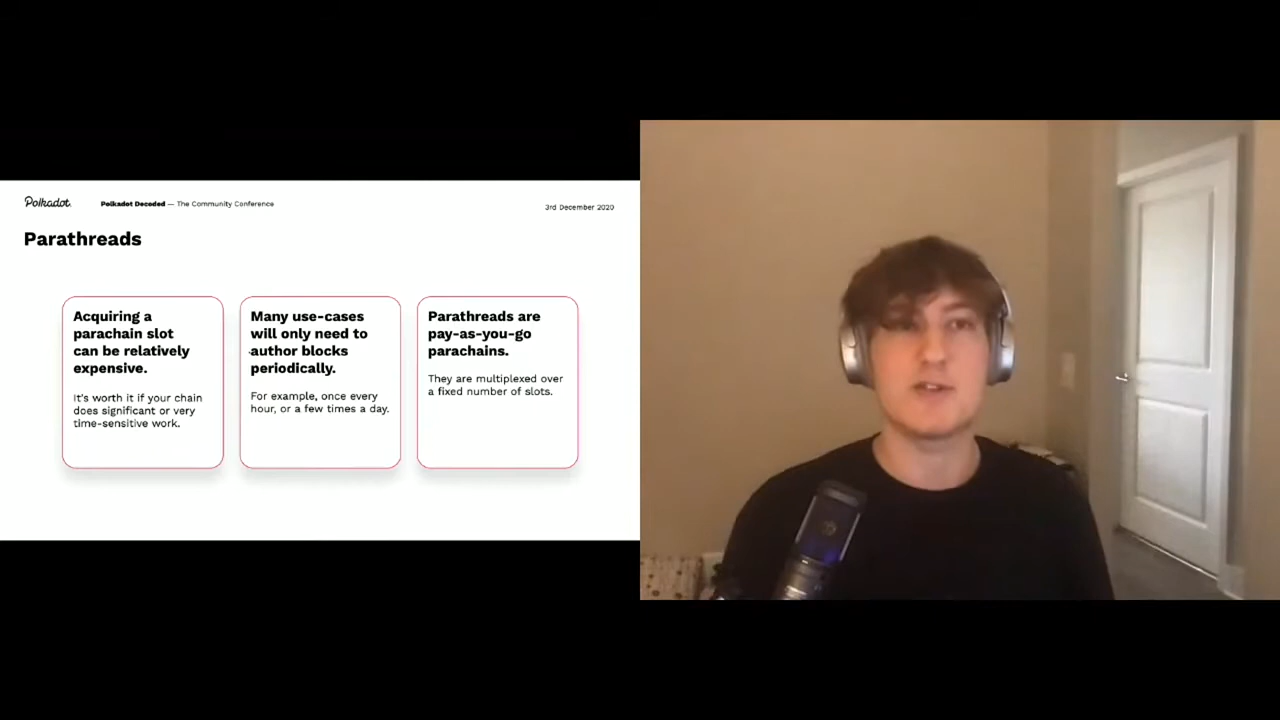 Polkadot.
Polkadot Decoded — The Community Conference
3rd December 2020
Parathreads
Acquiring a
parachain slot
can be relatively
expensive.
It's worth it if your chain
does significant or very
time-sensitive work.
Many use-cases
will only need to
author blocks
periodically.
For example, once every
hour, or a few times a day.
Parathreads are
pay-as-you-go
parachains.
They are multiplexed over
a fixed number of slots.